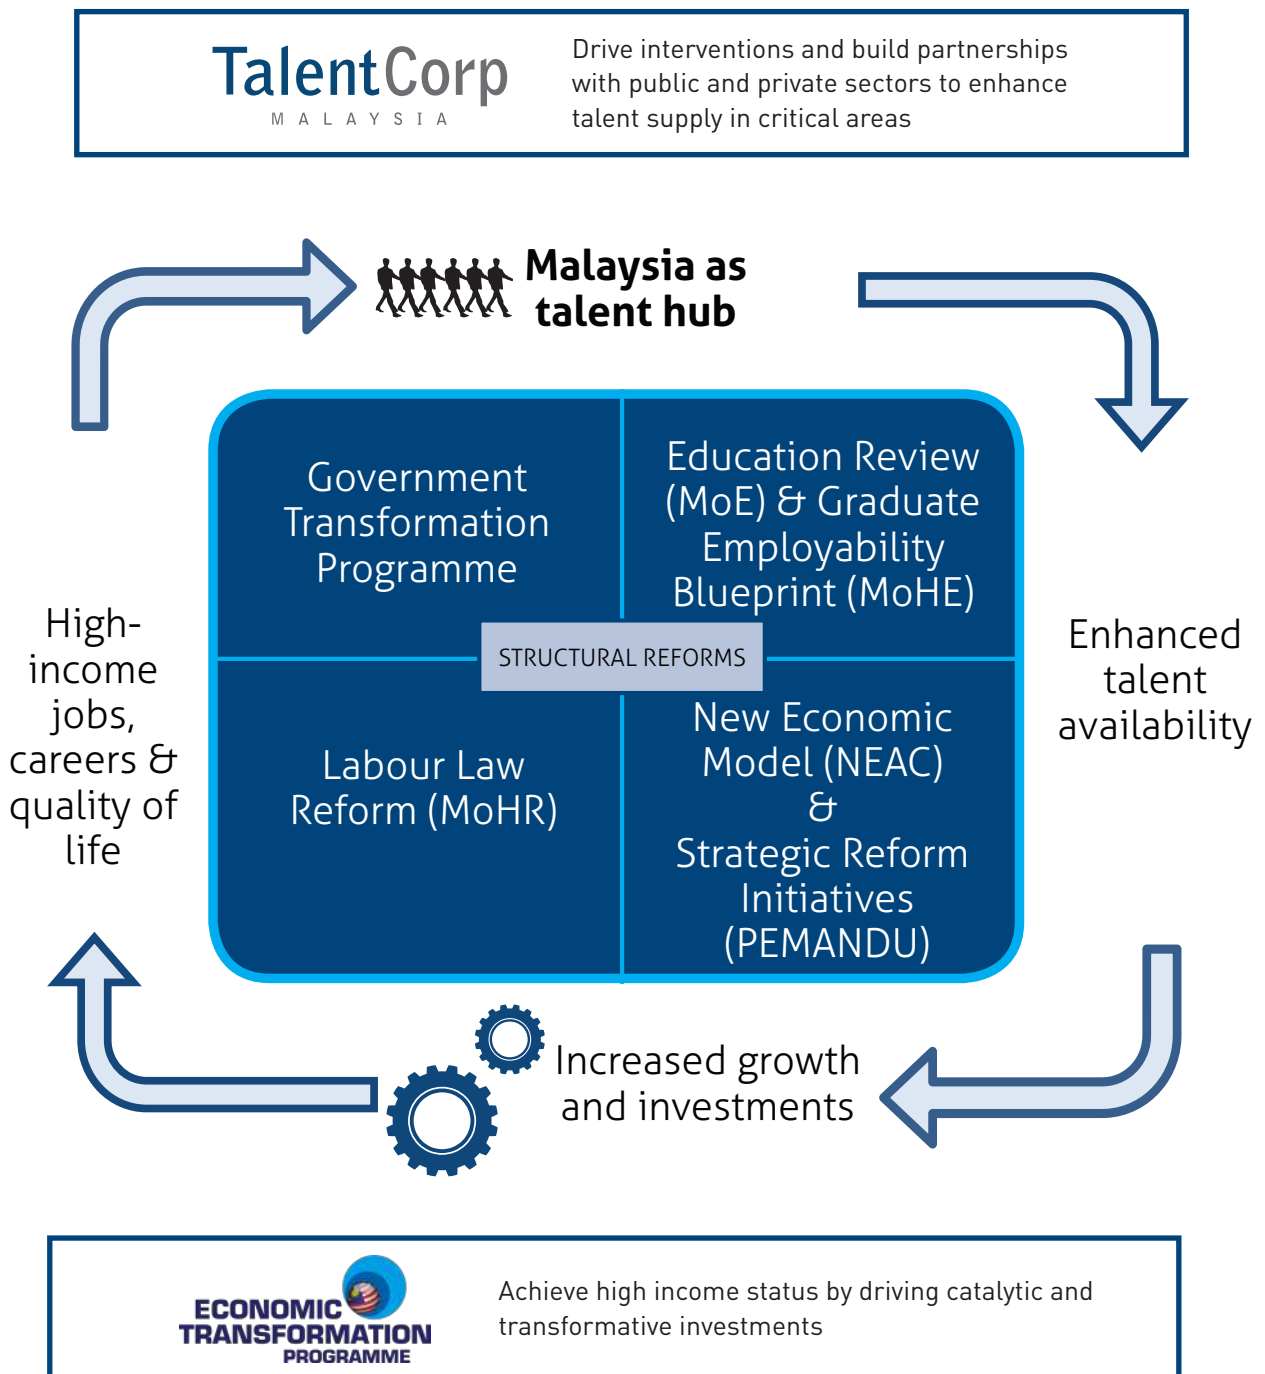 TalentCorp
MALAYSIA
Drive interventions and build partnerships
with public and private sectors to enhance
talent supply in critical areas
Malaysia as
talent hub
Government
Transformation
Programme
Education Review
(MoE) & Graduate
Employability
Blueprint (MoHE)
STRUCTURAL REFORMS
Labour Law
Reform (MoHR)
New Economic
Model (NEAC)
&
Strategic Reform
Initiatives
(PEMANDU)
High-
income
jobs,
careers &
quality of
life
Enhanced
talent
availability
Increased growth
and investments
ECONOMIC
TRANSFORMATION
PROGRAMME
Achieve high income status by driving catalytic and
transformative investments